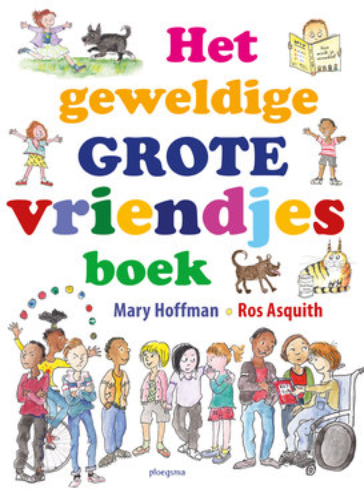 Het
geweldige
GROTE
vriendjes
boek
Mary Hoffman • Ros Asquith
ploegsma